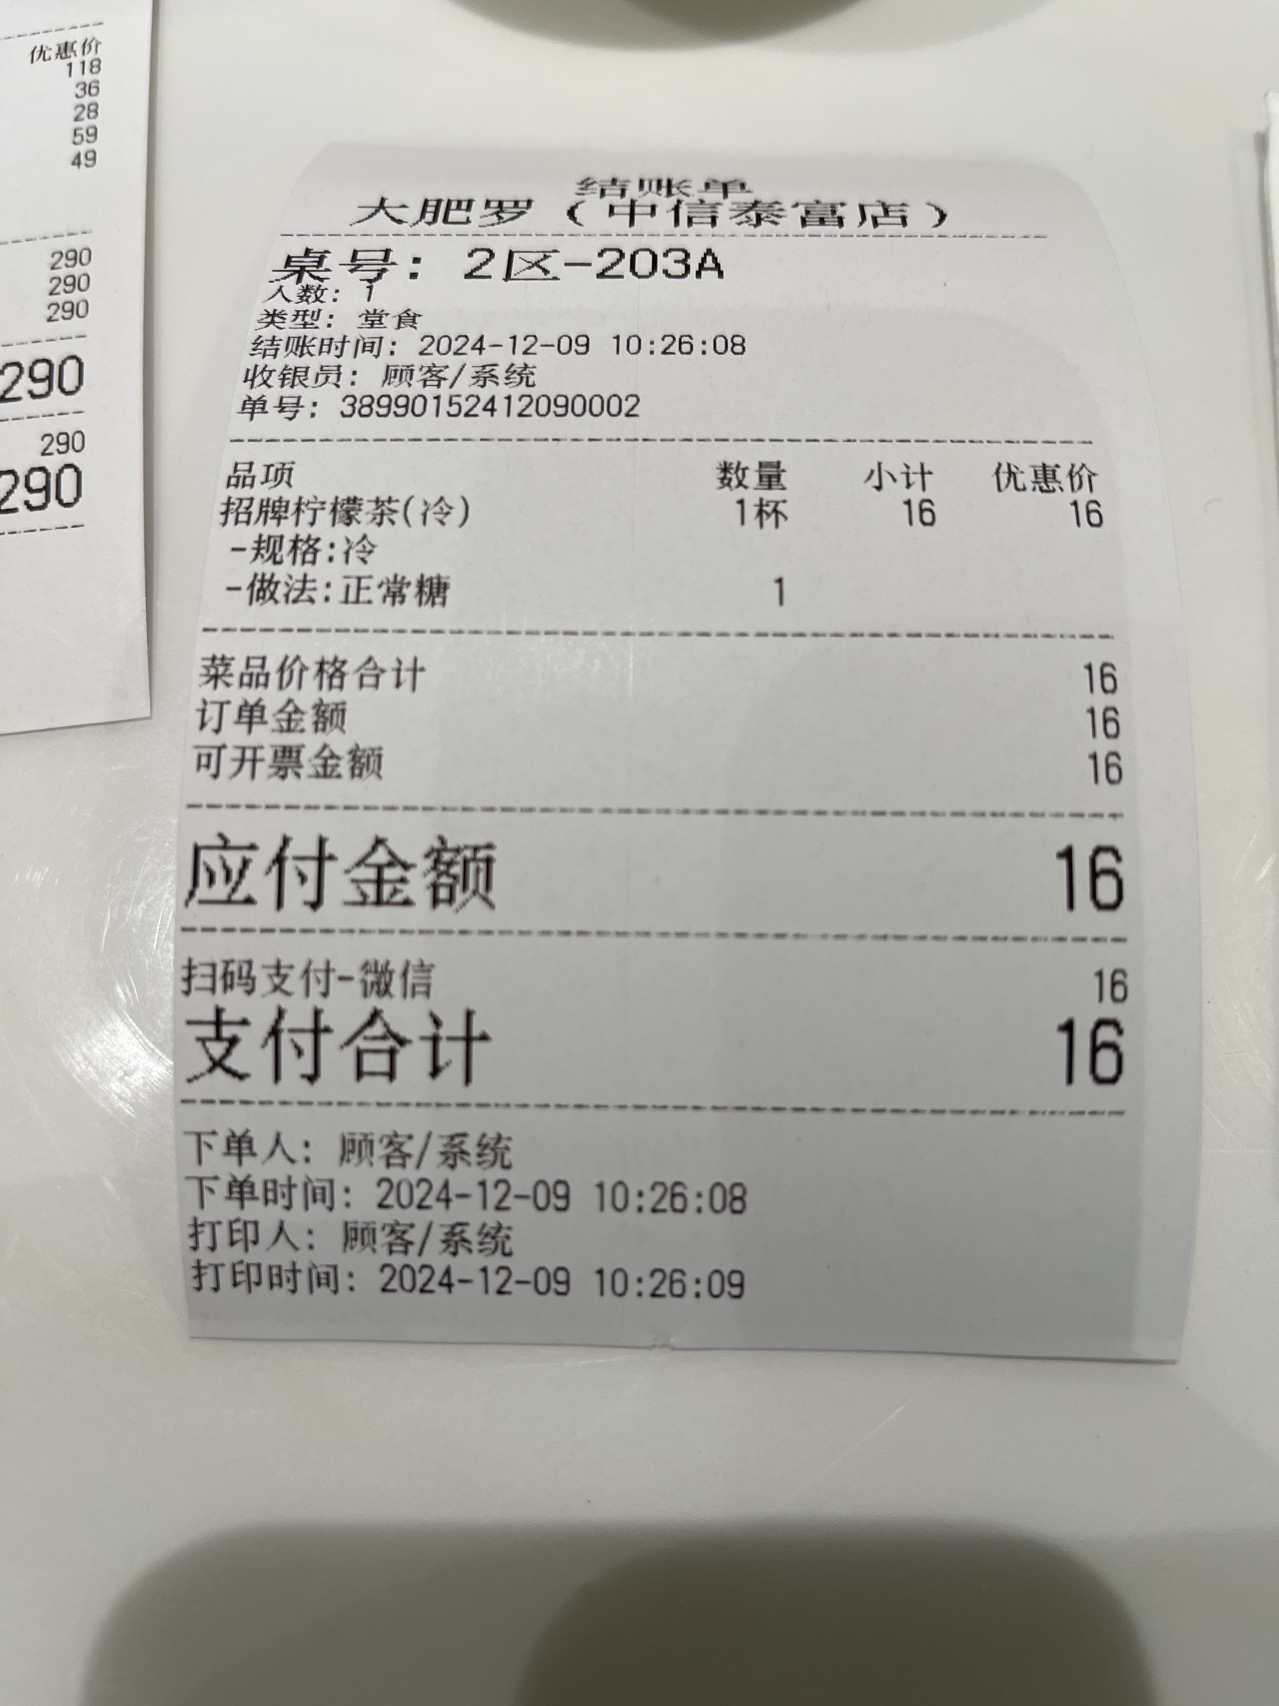 优惠价
118
36
28
59
49
290
290
290
290
290
290
结账单
大肥罗（中信泰富店）
桌号: 2区-203A
人数: 1
类型: 堂食
结账时间: 2024-12-09 10:26:08
收银员: 顾客/系统
单号: 38990152412090002
品项 数量 小计 优惠价
招牌柠檬茶(冷) 1杯 16 16
-规格:冷
-做法:正常糖 1
菜品价格合计 16
订单金额 16
可开票金额 16
应付金额 16
扫码支付-微信 16
支付合计 16
下单人: 顾客/系统
下单时间: 2024-12-09 10:26:08
打印人: 顾客/系统
打印时间: 2024-12-09 10:26:09